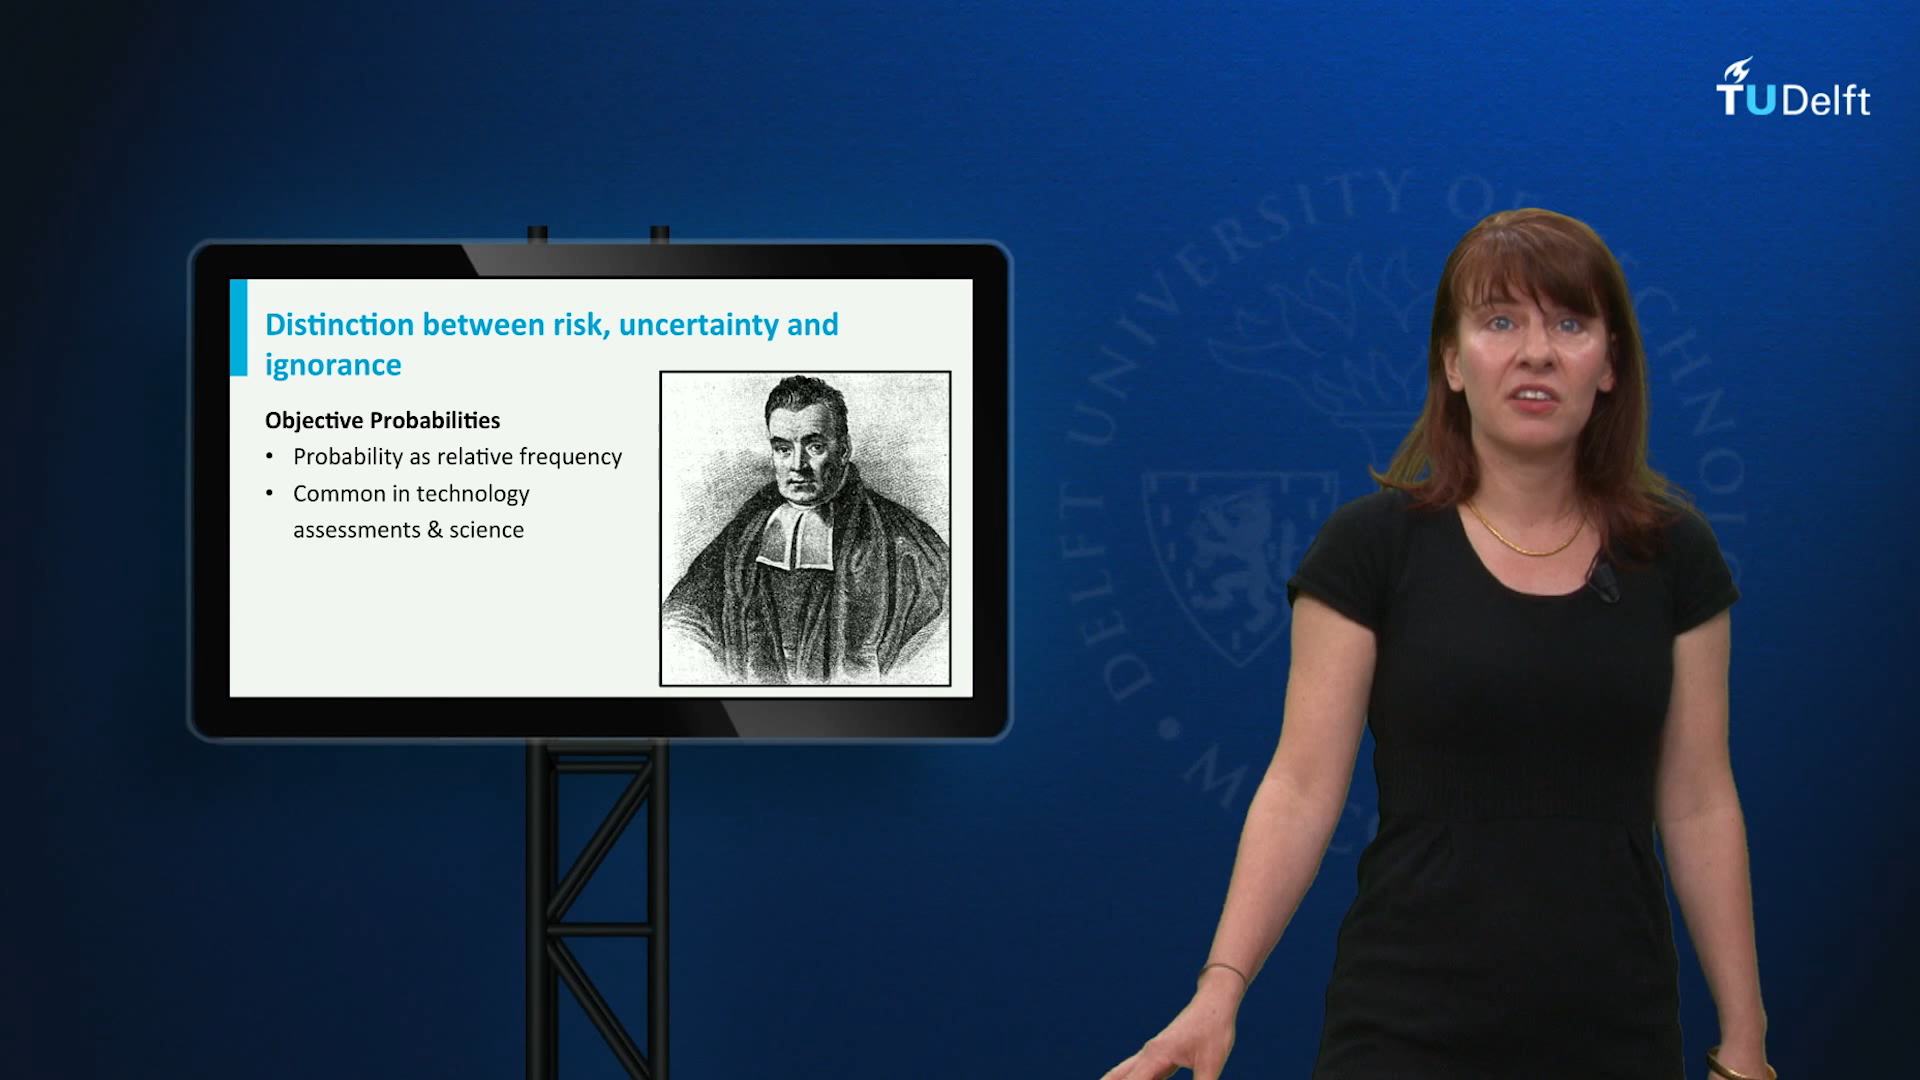 TUDelft
Distinction between risk, uncertainty and
ignorance
Objective Probabilities
• Probability as relative frequency
• Common in technology
assessments & science
DELFT UNIVERSITY OF